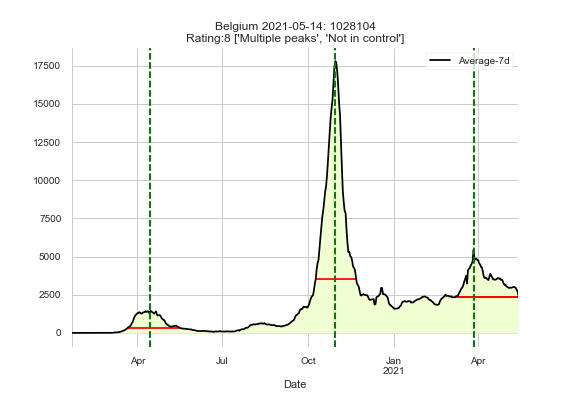 Belgium 2021-05-14: 1028104
Rating:8 ['Multiple peaks', 'Not in control']
Average-7d
17500
15000
12500
10000
7500
5000
2500
0
Apr Jul Oct Jan Apr
2021
Date